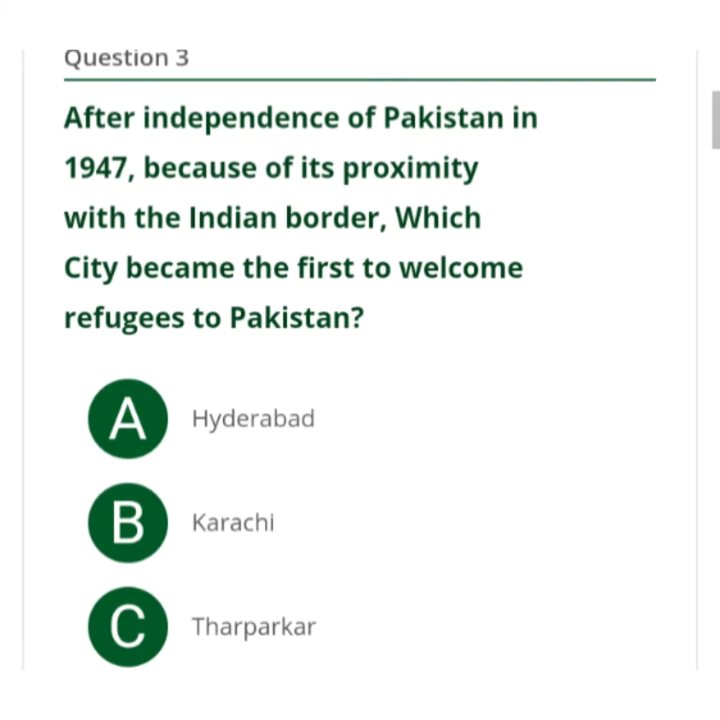 Question 3
After independence of Pakistan in
1947, because of its proximity
with the Indian border, Which
City became the first to welcome
refugees to Pakistan?
A Hyderabad
B Karachi
C Tharparkar